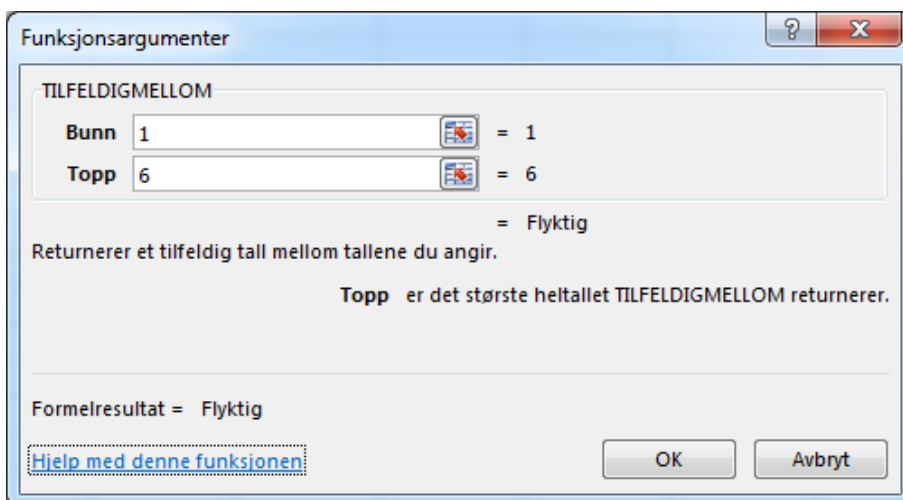 Funksjonsargumenter
TILFELDIGMELLOM
Bunn 1 = 1
Topp 6 = 6
= Flyktig
Returnerer et tilfeldig tall mellom tallene du angir.
Topp er det største heltallet TILFELDIGMELLOM returnerer.
Formelresultat = Flyktig
Hjelp med denne funksjonen OK Avbryt